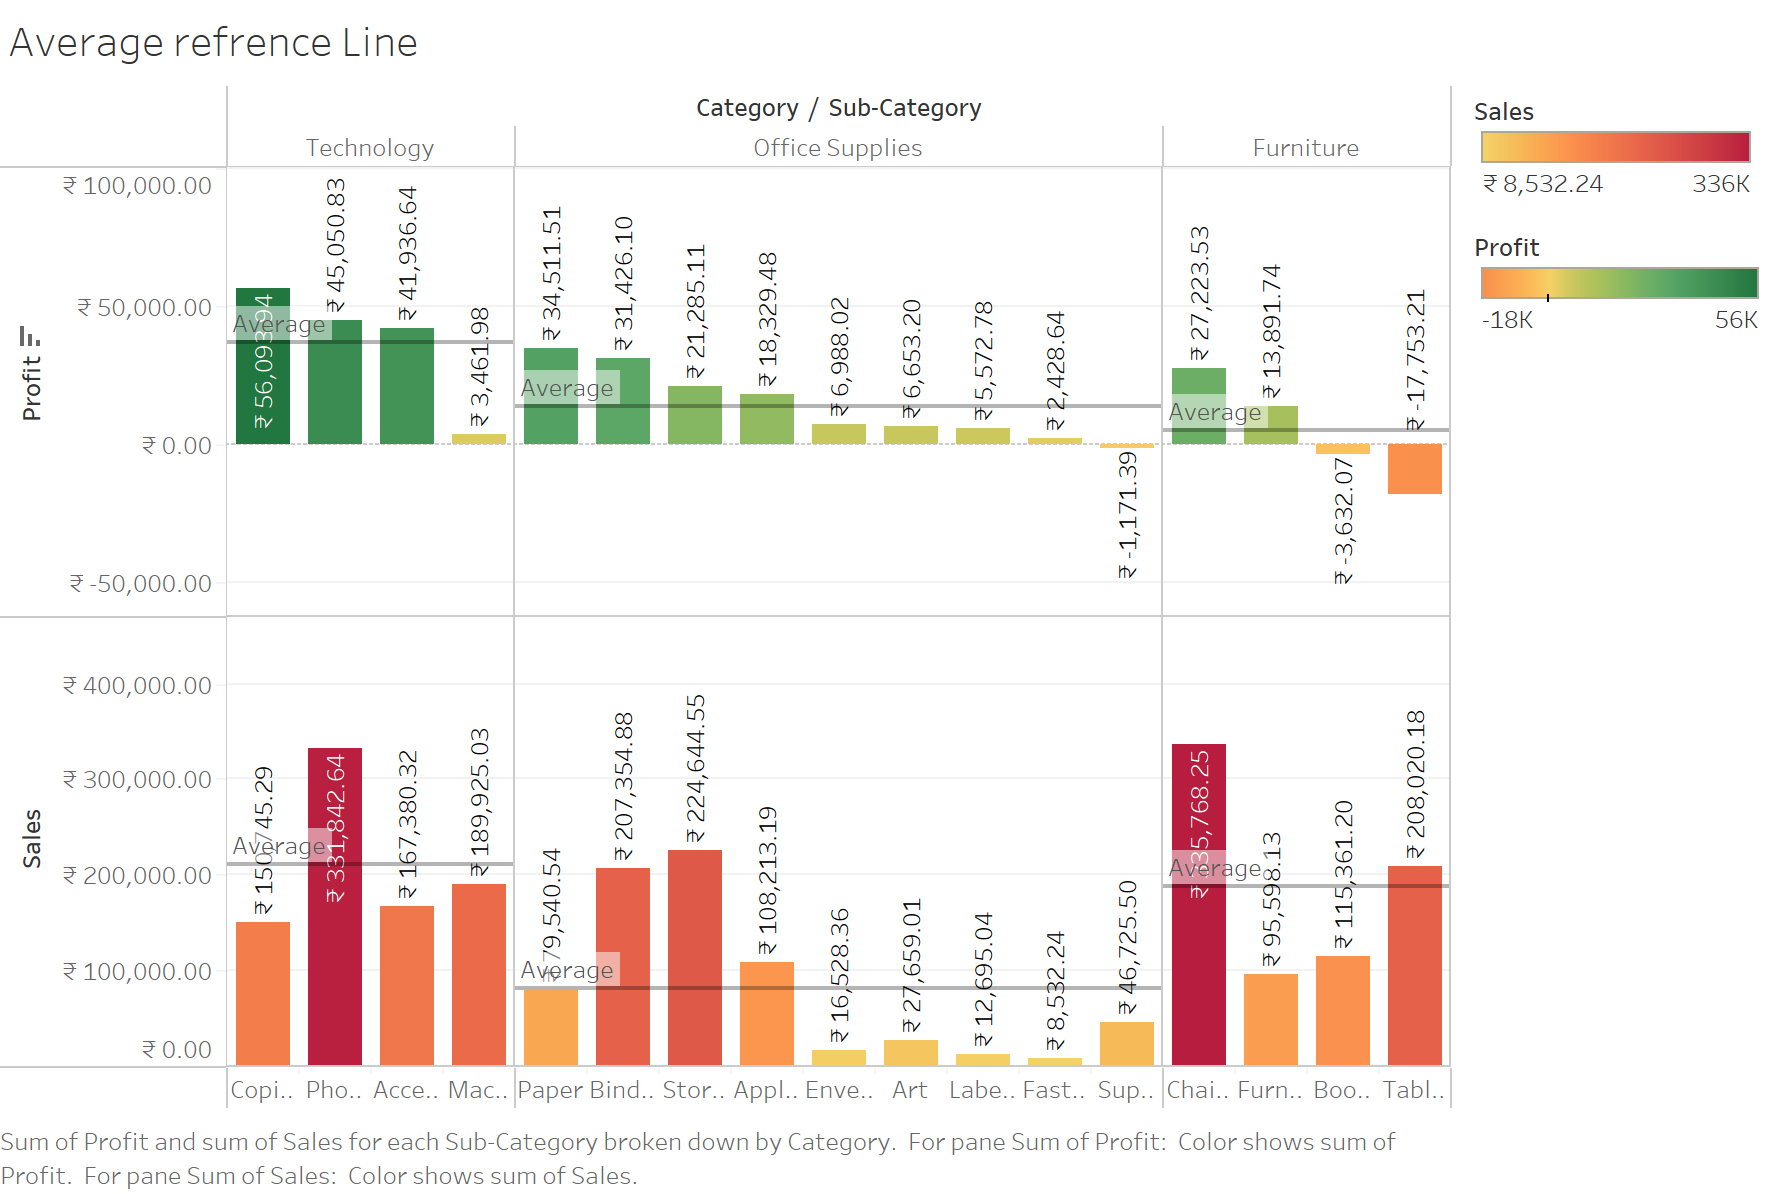 Average refrence Line
Category / Sub-Category
Technology
Office Supplies
Furniture
Profit
₹ 100,000.00
₹ 50,000.00
₹ 0.00
₹ -50,000.00
Average
Average
Average
₹ 56,093.94
₹ 45,050.83
₹ 41,936.64
₹ 3,461.98
₹ 34,511.51
₹ 31,426.10
₹ 21,285.11
₹ 18,329.48
₹ 6,988.02
₹ 6,653.20
₹ 5,572.78
₹ 2,428.64
₹ -1,171.39
₹ 27,223.53
₹ 13,891.74
₹ -3,632.07
₹ -17,753.21
Sales
₹ 400,000.00
₹ 300,000.00
₹ 200,000.00
₹ 100,000.00
₹ 0.00
Average
Average
Average
₹ 150,745.29
₹ 331,842.64
₹ 167,380.32
₹ 189,925.03
₹ 79,540.54
₹ 207,354.88
₹ 224,644.55
₹ 108,213.19
₹ 16,528.36
₹ 27,659.01
₹ 12,695.04
₹ 8,532.24
₹ 46,725.50
₹ 335,768.25
₹ 95,598.13
₹ 115,361.20
₹ 208,020.18
Copi..
Pho..
Acce..
Mac..
Paper
Bind..
Stor..
Appl..
Enve..
Art
Labe..
Fast..
Sup..
Chai..
Furn..
Boo..
Tabl..
Sales
₹ 8,532.24
336K
Profit
-18K
56K
Sum of Profit and sum of Sales for each Sub-Category broken down by Category.  For pane Sum of Profit:  Color shows sum of
Profit.  For pane Sum of Sales:  Color shows sum of Sales.